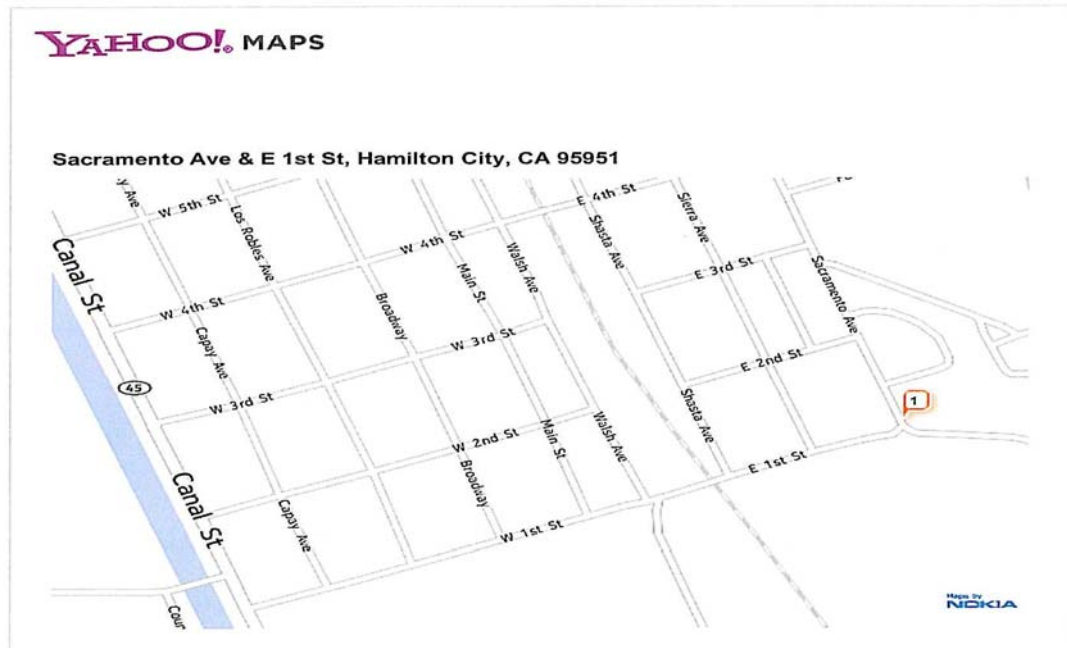 YAHOO! MAPS
Sacramento Ave & E 1st St, Hamilton City, CA 95951
W 5th St
Los Robles Ave
W 4th St
E 4th St
Shasta Ave
Sierra Ave
Canal St
Main St
Walsh Ave
E 3rd St
Sacramento Ave
W 4th St
Capay Ave
Broadway
W 3rd St
E 2nd St
45
W 3rd St
1
Shasta Ave
W 2nd St
Main St
Walsh Ave
E 1st St
Broadway
Canal St
Capay Ave
W 1st St
Cour
Maps by
NOKIA